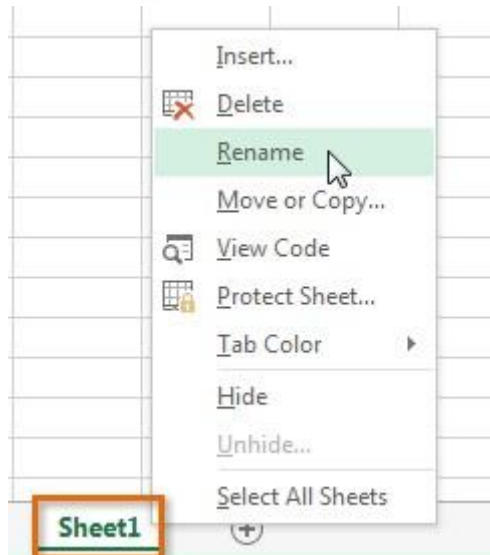 Insert...
Delete
Rename
Move or Copy...
View Code
Protect Sheet...
Tab Color
Hide
Unhide...
Select All Sheets
Sheet1